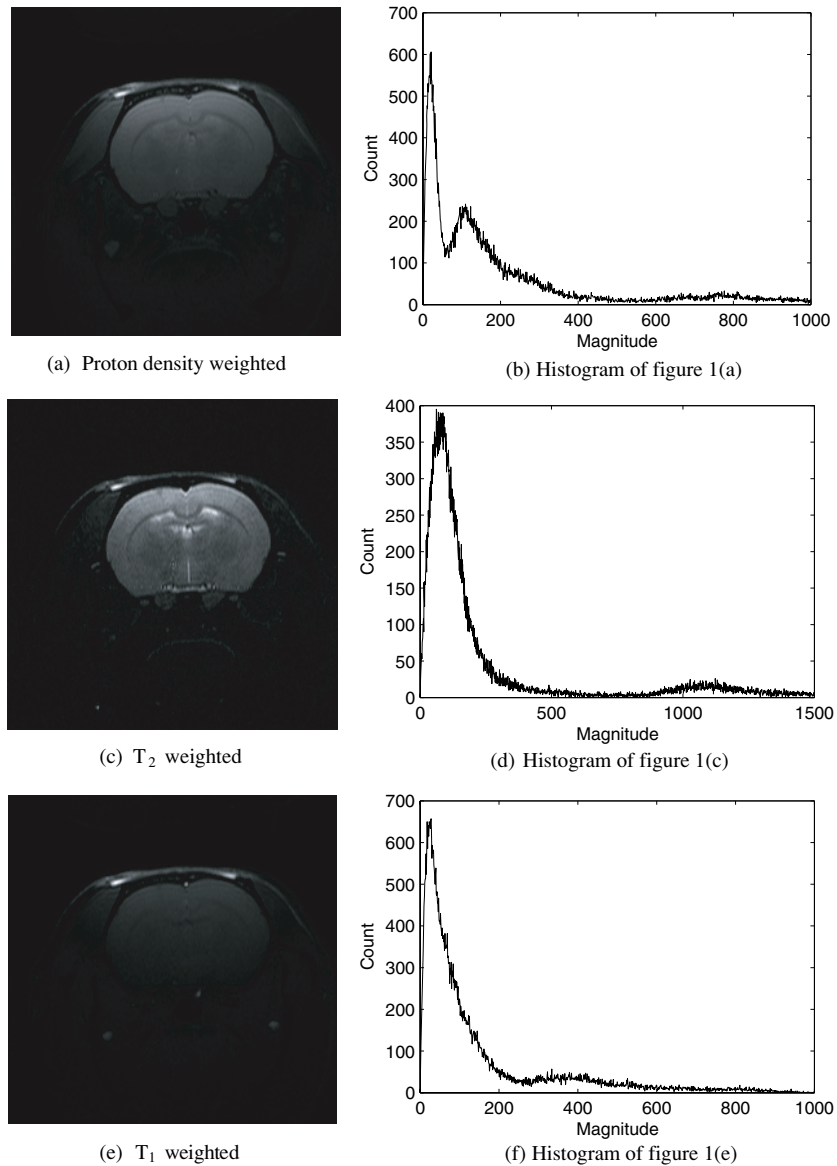 700
600
500
400
300
200
100
0
Count
0 200 400 600 800 1000
Magnitude
(a) Proton density weighted
(b) Histogram of figure 1(a)
400
350
300
250
200
150
100
50
0
Count
0 500 1000 1500
Magnitude
(c) T2 weighted
(d) Histogram of figure 1(c)
700
600
500
400
300
200
100
0
Count
0 200 400 600 800 1000
Magnitude
(e) T1 weighted
(f) Histogram of figure 1(e)